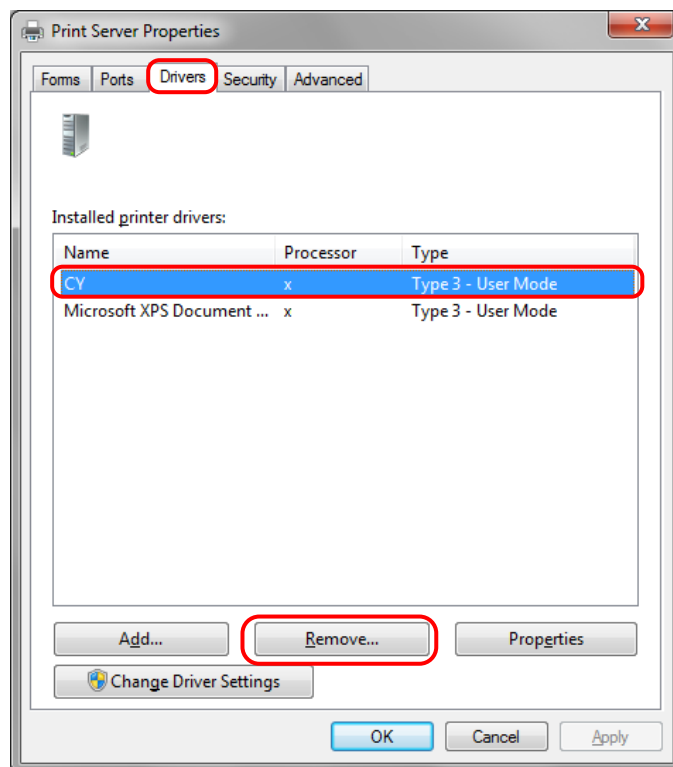 Print Server Properties
Forms Ports Drivers Security Advanced
Installed printer drivers:
Name Processor Type
CY x Type 3 - User Mode
Microsoft XPS Document ... x Type 3 - User Mode
Add... Remove... Properties
Change Driver Settings
OK Cancel Apply